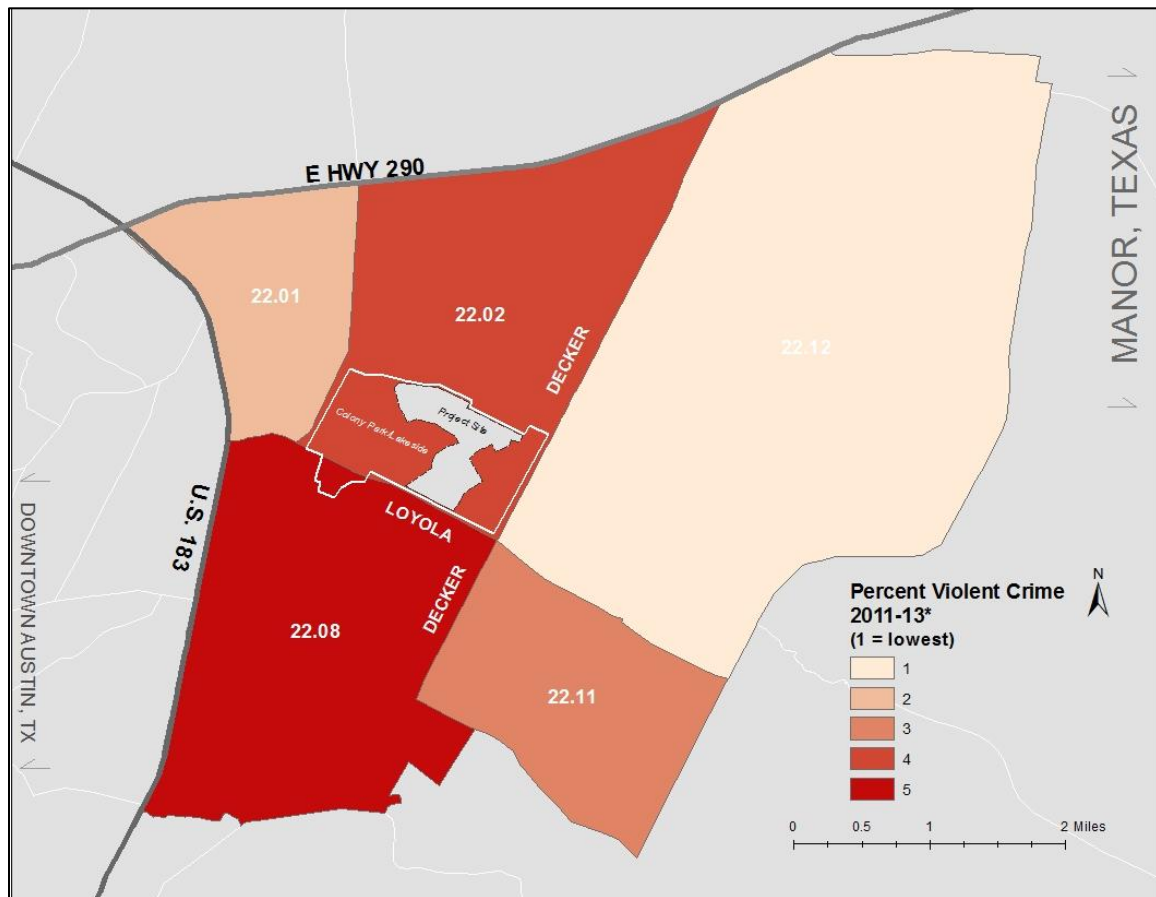 E HWY 290
MANOR, TEXAS
22.01
22.02
22.12
DECKER
Project Site
Colony Park/Lakeside
LOYOLA
U.S. 183
DOWNTOWN AUSTIN, TX
DECKER
22.08
22.11
Percent Violent Crime
2011-13*
(1 = lowest)
N
1
2
3
4
5
0 0.5 1 2 Miles